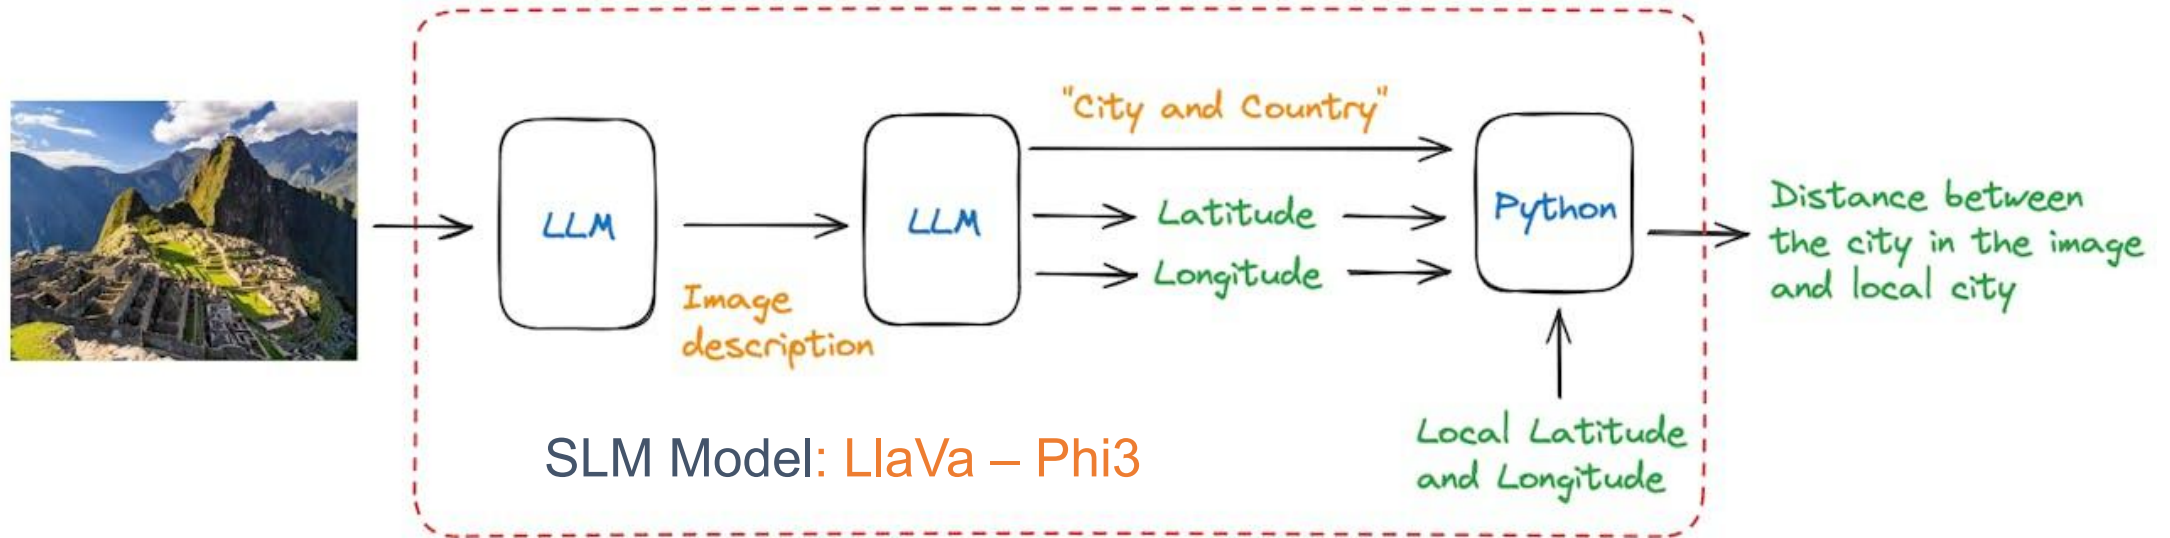 LLM
Image
description
LLM
"City and Country"
Latitude
Longitude
Python
Local Latitude
and Longitude
Distance between
the city in the image
and local city
SLM Model: LlaVa – Phi3